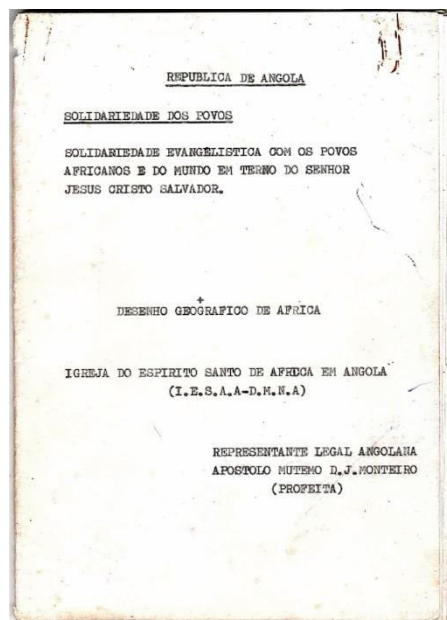 REPUBLICA DE ANGOLA
SOLIDARIEDADE DOS POVOS
SOLIDARIEDADE EVANGÉLISTICA COM OS POVOS
AFRICANOS E DO MUNDO EM TERNO DO SENHOR
JESUS CRISTO SALVADOR.
+
DESENHO GEOGRAFICO DE AFRICA
IGREJA DO ESPIRITO SANTO DE AFRICA EM ANGOLA
(I.E.S.A.A-D.M.N.A)
REPRESENTANTE LEGAL ANGOLANA
APOSTOLO MUTEMO D.J.MONTEIRO
(PROFEITA)